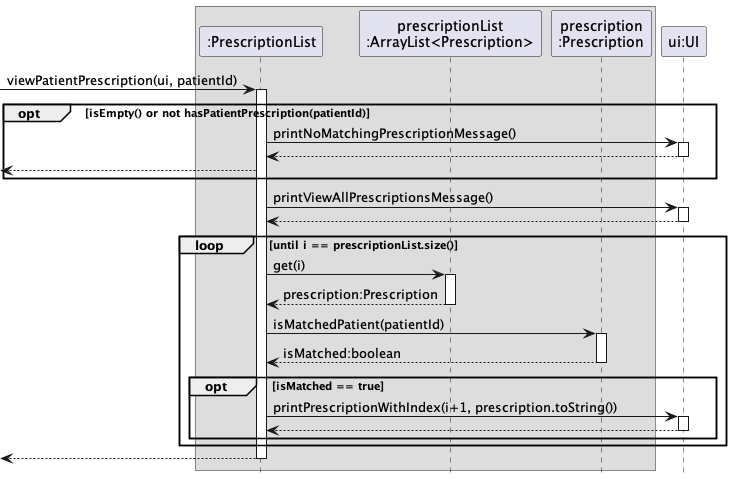 :PrescriptionList
prescriptionList
:ArrayList<Prescription>
prescription
:Prescription
ui:UI
viewPatientPrescription(ui, patientId)
opt
[isEmpty() or not hasPatientPrescription(patientId)]
printNoMatchingPrescriptionMessage()
printViewAllPrescriptionsMessage()
loop
[until i == prescriptionList.size()]
get(i)
prescription:Prescription
isMatchedPatient(patientId)
isMatched:boolean
opt
[isMatched == true]
printPrescriptionWithIndex(i+1, prescription.toString())